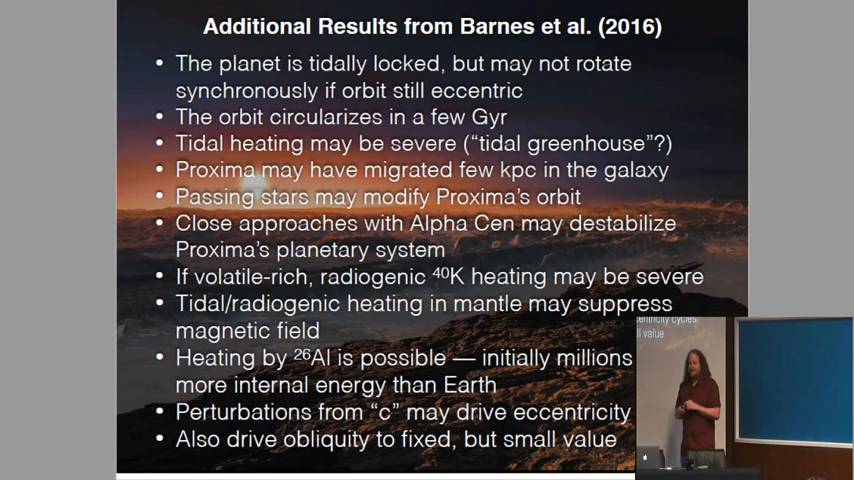 Additional Results from Barnes et al. (2016)
• The planet is tidally locked, but may not rotate
synchronously if orbit still eccentric
• The orbit circularizes in a few Gyr
• Tidal heating may be severe (“tidal greenhouse”?)
• Proxima may have migrated few kpc in the galaxy
• Passing stars may modify Proxima’s orbit
• Close approaches with Alpha Cen may destabilize
Proxima’s planetary system
• If volatile-rich, radiogenic ⁴⁰K heating may be severe
• Tidal/radiogenic heating in mantle may suppress
magnetic field
• Heating by ²⁶Al is possible — initially millions
more internal energy than Earth
• Perturbations from “c” may drive eccentricity
• Also drive obliquity to fixed, but small value
cycles
ll value